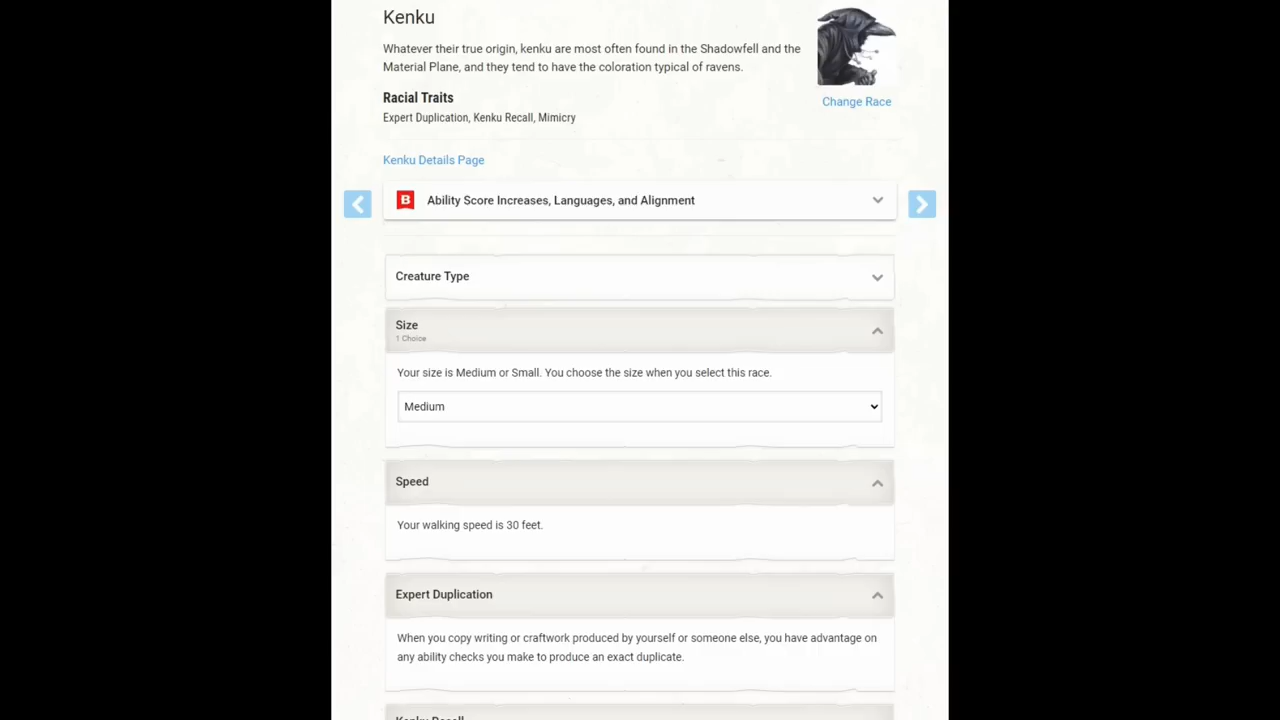 Kenku
Whatever their true origin, kenku are most often found in the Shadowfell and the
Material Plane, and they tend to have the coloration typical of ravens.
Racial Traits
Expert Duplication, Kenku Recall, Mimicry
Change Race
Kenku Details Page
B Ability Score Increases, Languages, and Alignment
Creature Type
Size
1 Choice
Your size is Medium or Small. You choose the size when you select this race.
Medium
Speed
Your walking speed is 30 feet.
Expert Duplication
When you copy writing or craftwork produced by yourself or someone else, you have advantage on
any ability checks you make to produce an exact duplicate.
Kenku Recall